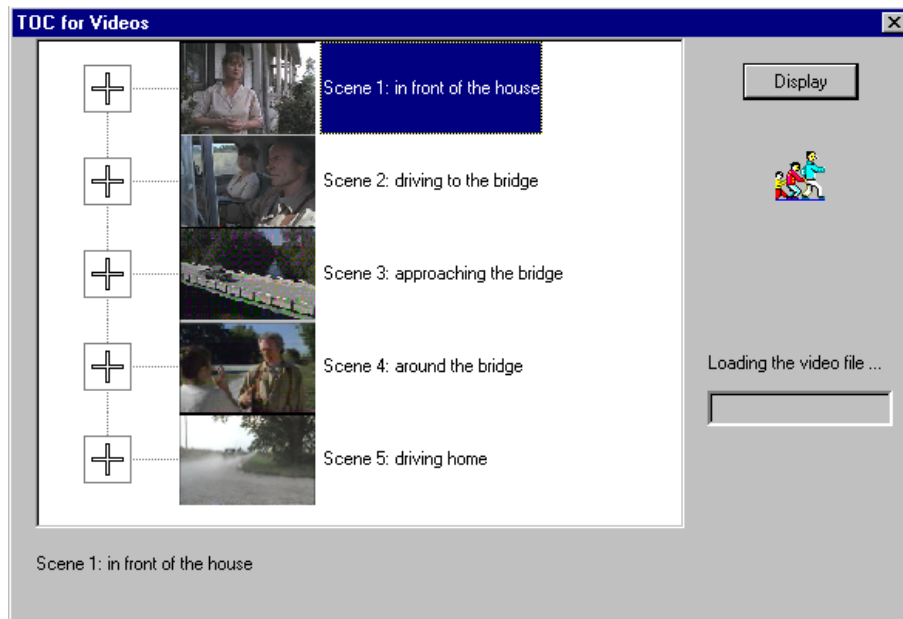 TOC for Videos
Scene 1: in front of the house
Display
Scene 2: driving to the bridge
Scene 3: approaching the bridge
Scene 4: around the bridge
Loading the video file ...
Scene 5: driving home
Scene 1: in front of the house